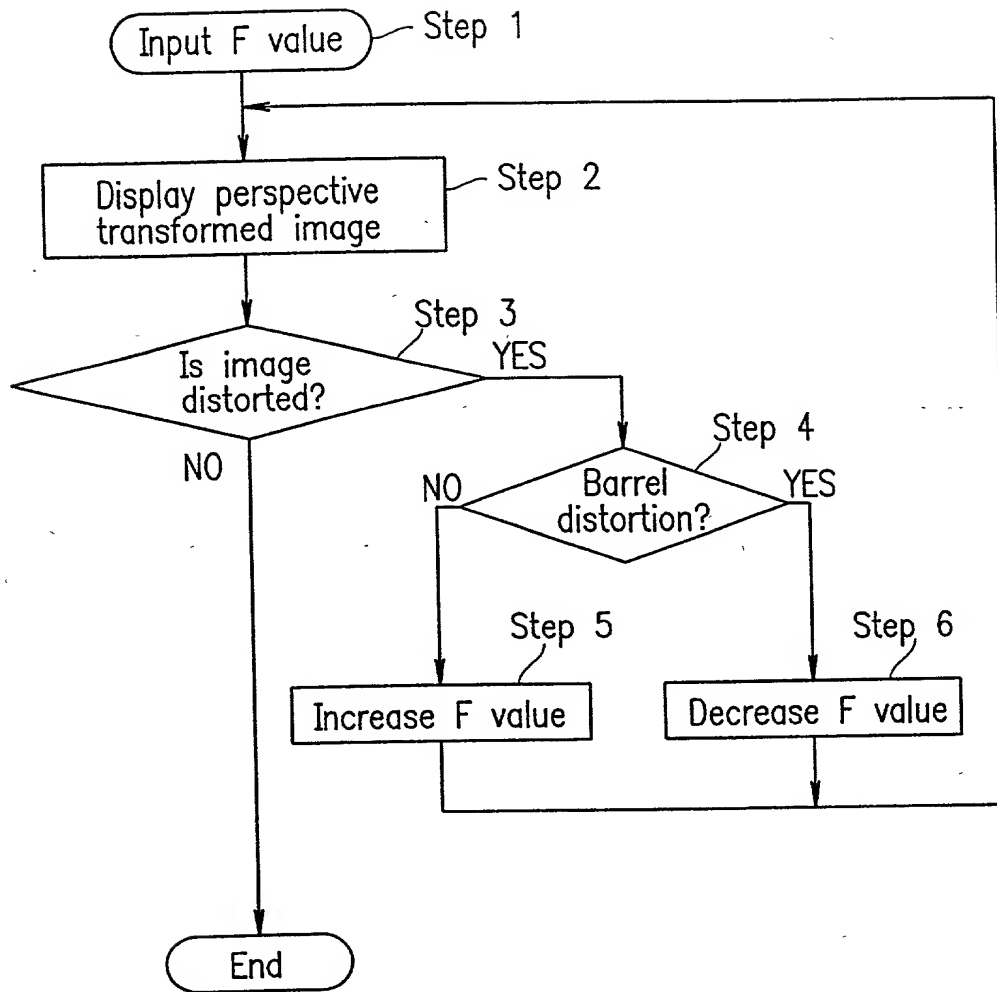 Input F value
Step 1
Display perspective
transformed image
Step 2
Step 3
Is image
distorted?
YES
NO
Step 4
Barrel
distortion?
NO
YES
Step 5
Increase F value
Step 6
Decrease F value
End